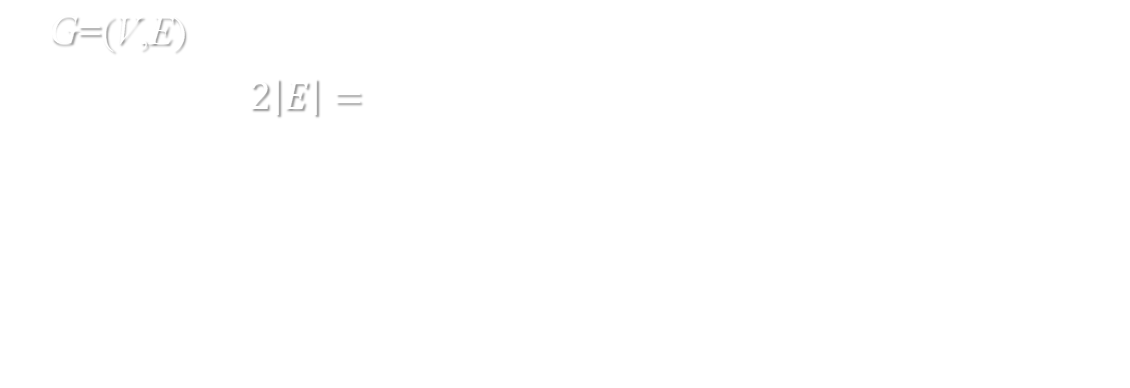 G=(V,E)
2|E| =